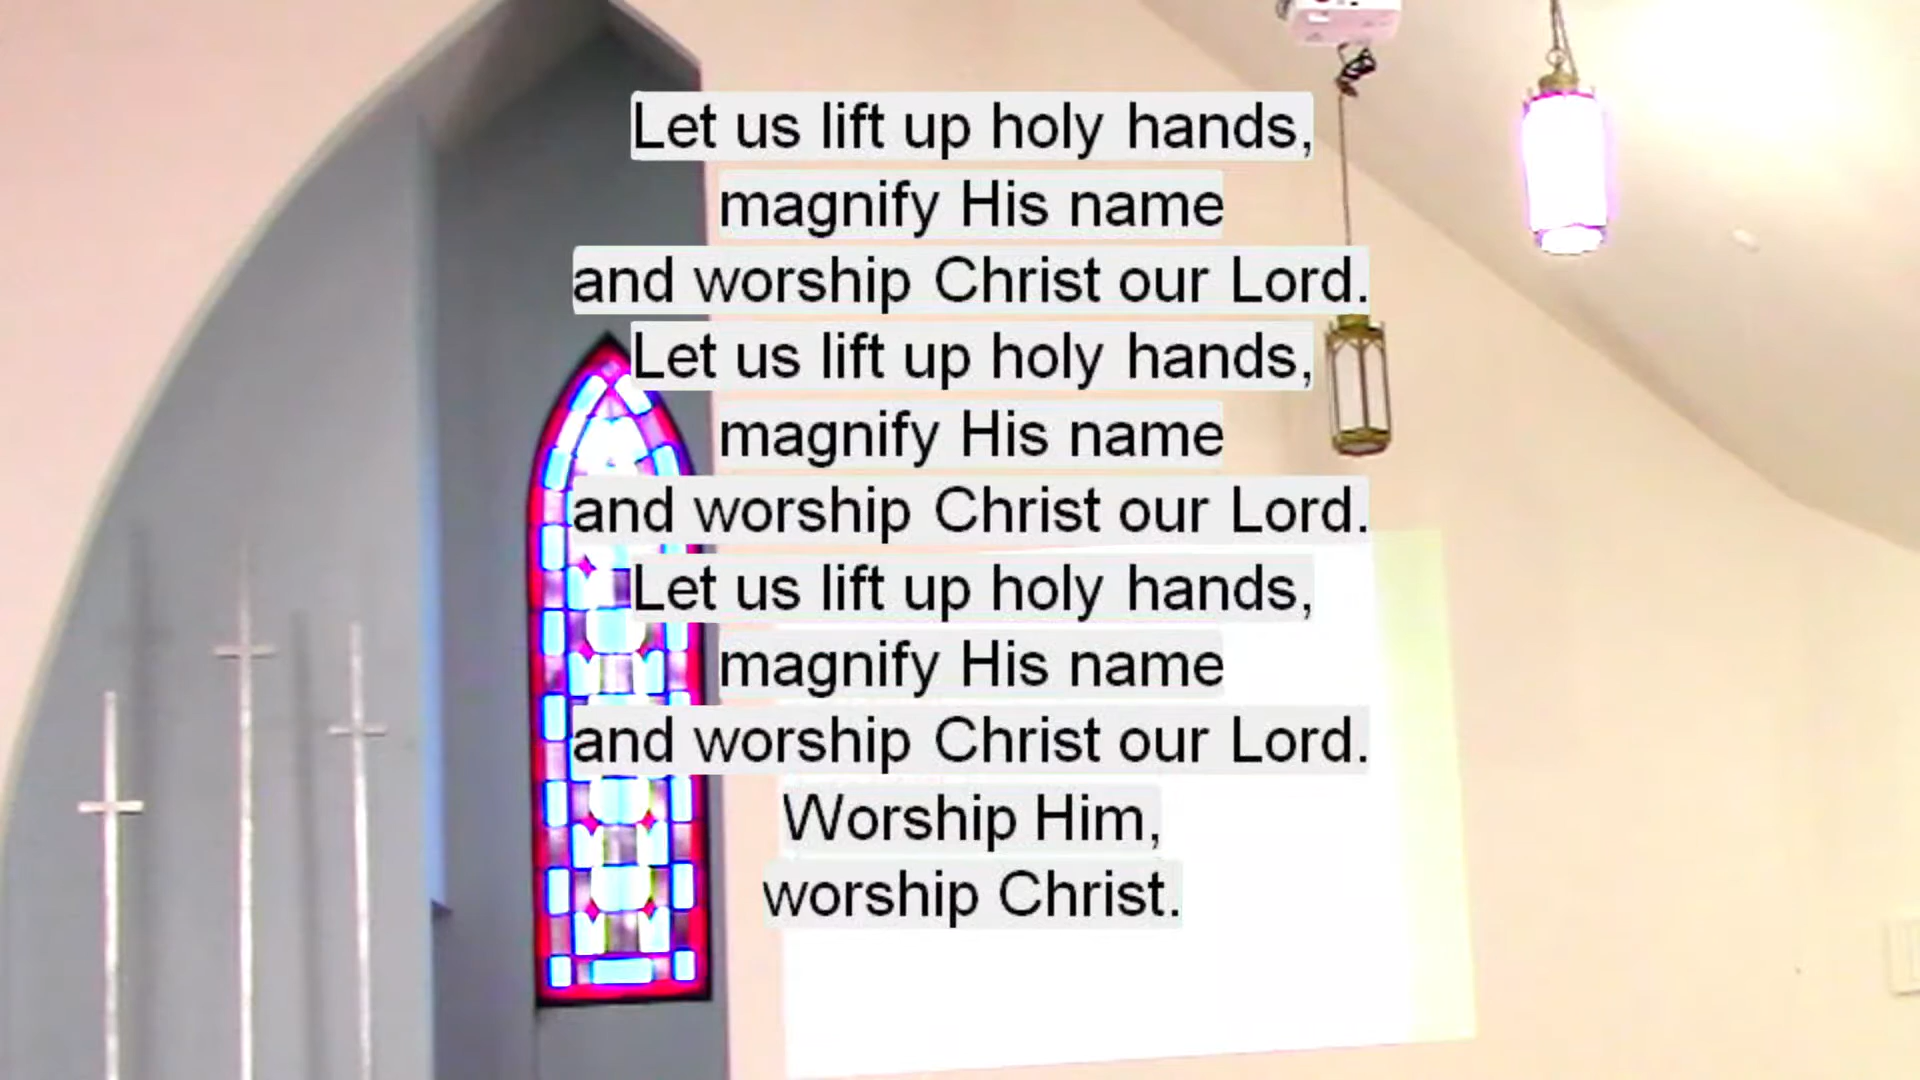 Let us lift up holy hands,
magnify His name
and worship Christ our Lord.
Let us lift up holy hands,
magnify His name
and worship Christ our Lord.
Let us lift up holy hands,
magnify His name
and worship Christ our Lord.
Worship Him,
worship Christ.